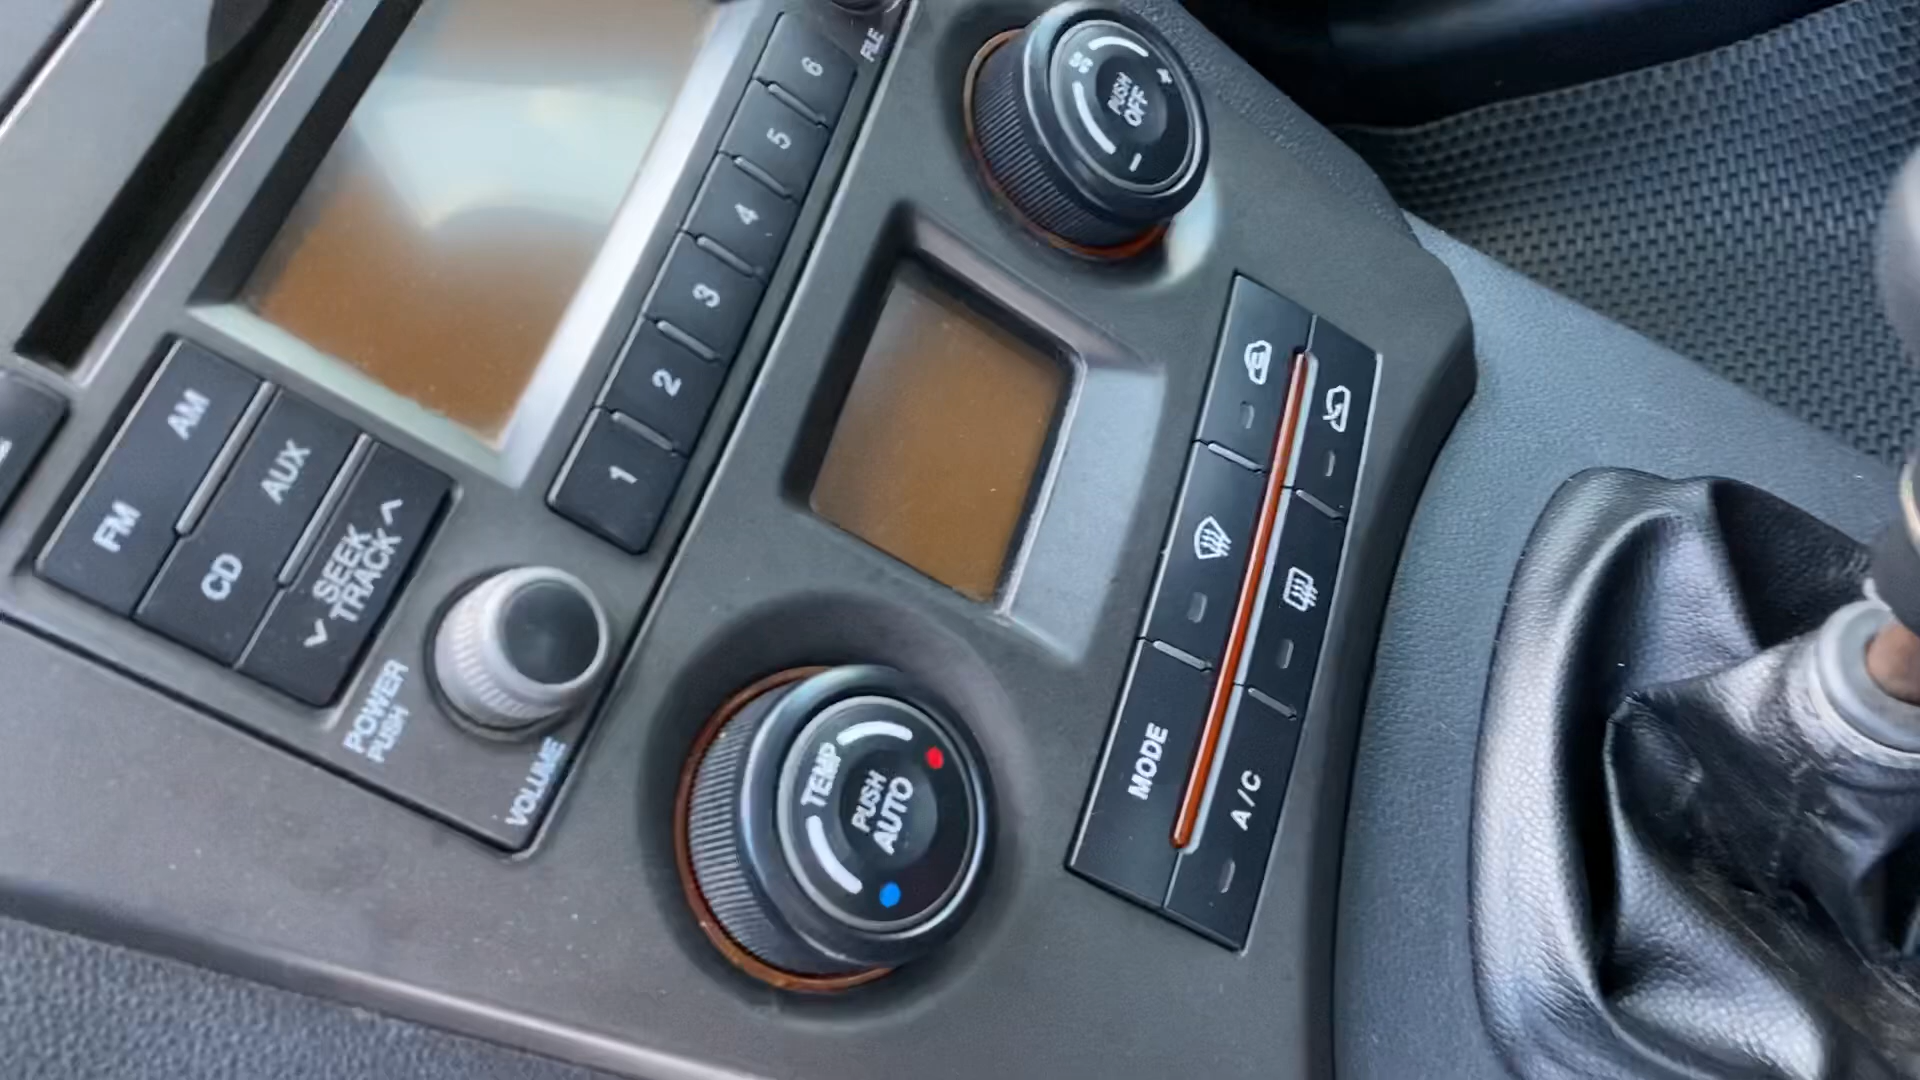 FILE
6
5
4
3
2
1
AM
FM
AUX
CD
SEEK
TRACK
POWER
PUSH
VOLUME
PUSH
OFF
+
−
TEMP
PUSH
AUTO
MODE
A/C